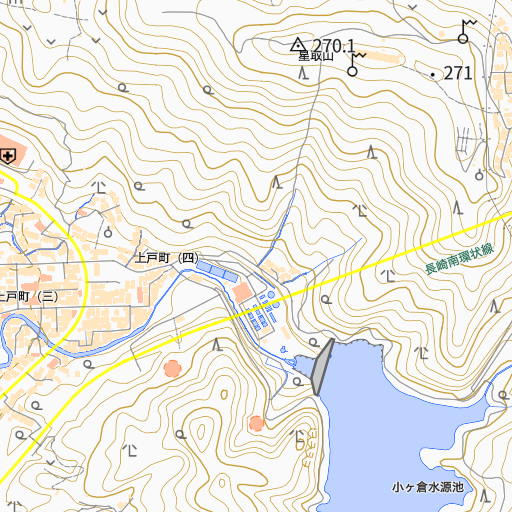 270.1
星取山
271
上戸町（四）
長崎南環状線
上戸町（三）
小ヶ倉水源池